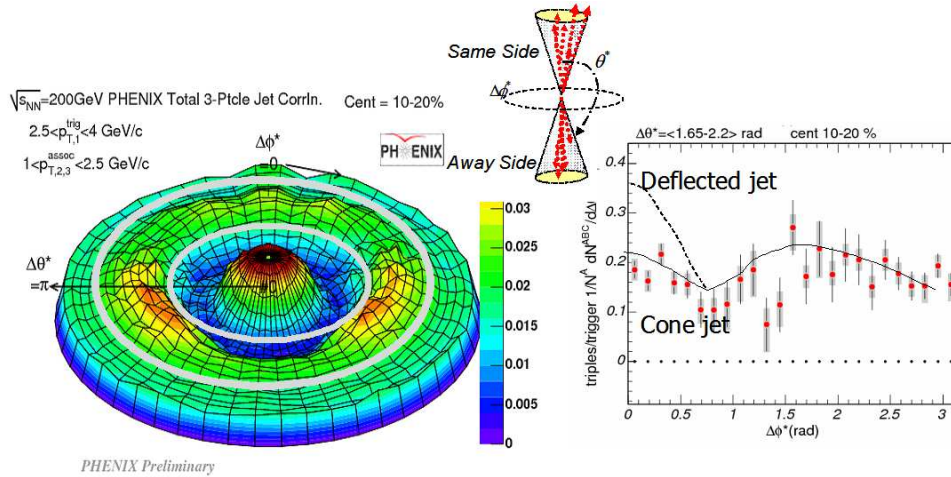 √sNN=200GeV PHENIX Total 3-Ptcle Jet Corrln. Cent = 10-20%
2.5<p_{T,1}^{trig}<4 GeV/c
1<p_{T,2,3}^{assoc}<2.5 GeV/c
Δφ*
=0
PHENIX
Δθ*
=π
0.03
0.025
0.02
0.015
0.01
0.005
0
PHENIX Preliminary
Same Side
θ*
Δφ*
Away Side
Δθ*=<1.65-2.2> rad cent 10-20 %
Deflected jet
Cone jet
triples/trigger 1/N^A dN^{ABC}/dΔ
0.4
0.3
0.2
0.1
0
0 0.5 1 1.5 2 2.5 3
Δφ*(rad)